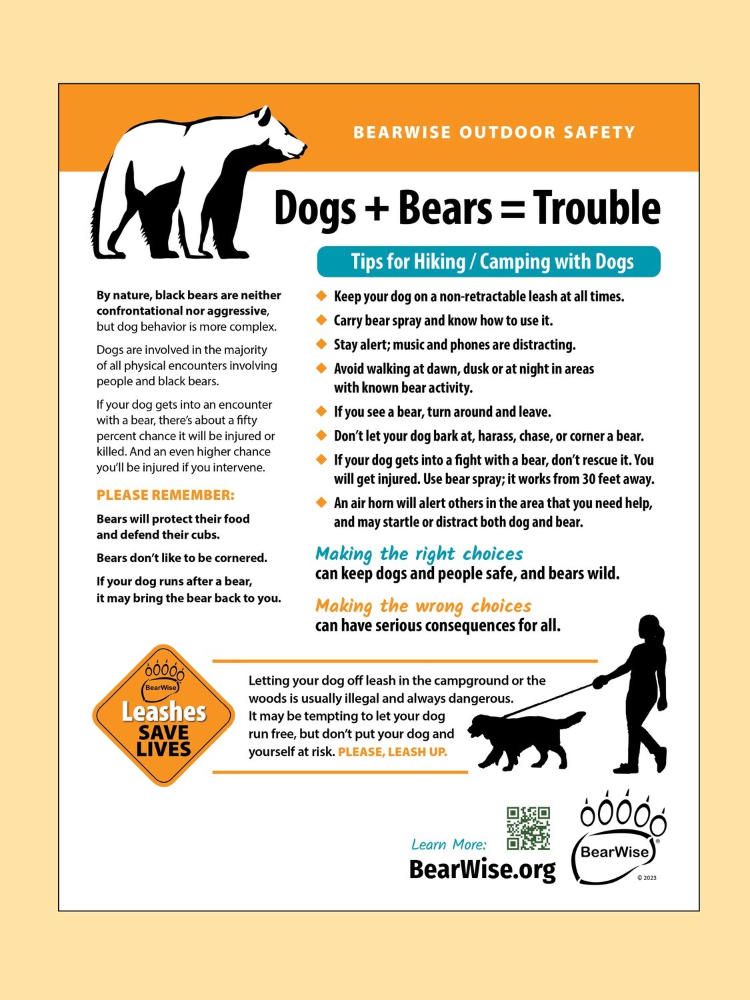 BEARWISE OUTDOOR SAFETY
Dogs + Bears = Trouble
Tips for Hiking / Camping with Dogs
By nature, black bears are neither
confrontational nor aggressive,
but dog behavior is more complex.
Dogs are involved in the majority
of all physical encounters involving
people and black bears.
If your dog gets into an encounter
with a bear, there's about a fifty
percent chance it will be injured or
killed. And an even higher chance
you'll be injured if you intervene.
PLEASE REMEMBER:
Bears will protect their food
and defend their cubs.
Bears don't like to be cornered.
If your dog runs after a bear,
it may bring the bear back to you.
Keep your dog on a non-retractable leash at all times.
Carry bear spray and know how to use it.
Stay alert; music and phones are distracting.
Avoid walking at dawn, dusk or at night in areas
with known bear activity.
If you see a bear, turn around and leave.
Don't let your dog bark at, harass, chase, or corner a bear.
If your dog gets into a fight with a bear, don't rescue it. You
will get injured. Use bear spray; it works from 30 feet away.
An air horn will alert others in the area that you need help,
and may startle or distract both dog and bear.
Making the right choices
can keep dogs and people safe, and bears wild.
Making the wrong choices
can have serious consequences for all.
BearWise
Leashes
SAVE
LIVES
Letting your dog off leash in the campground or the
woods is usually illegal and always dangerous.
It may be tempting to let your dog
run free, but don't put your dog and
yourself at risk. PLEASE, LEASH UP.
Learn More:
BearWise.org
BearWise®
© 2023